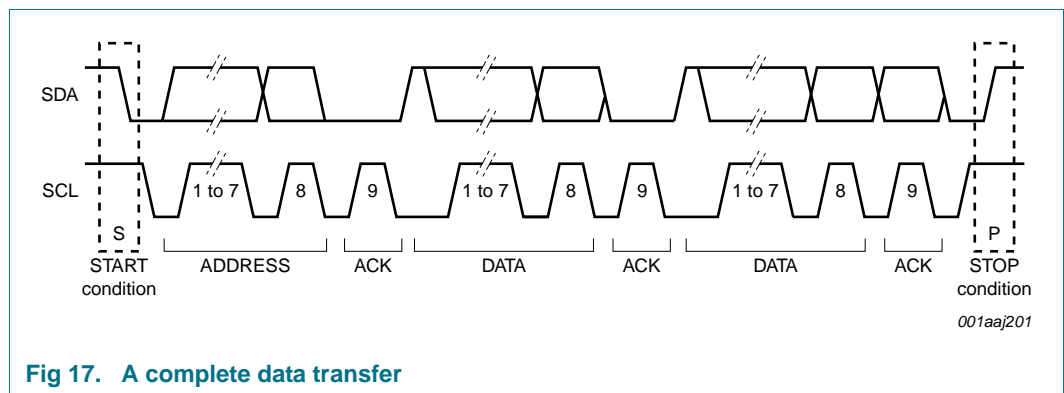 SDA
SCL
1 to 7 8 9 1 to 7 8 9 1 to 7 8 9
S P
START ADDRESS ACK DATA ACK DATA ACK STOP
condition condition
001aaj201
Fig 17. A complete data transfer